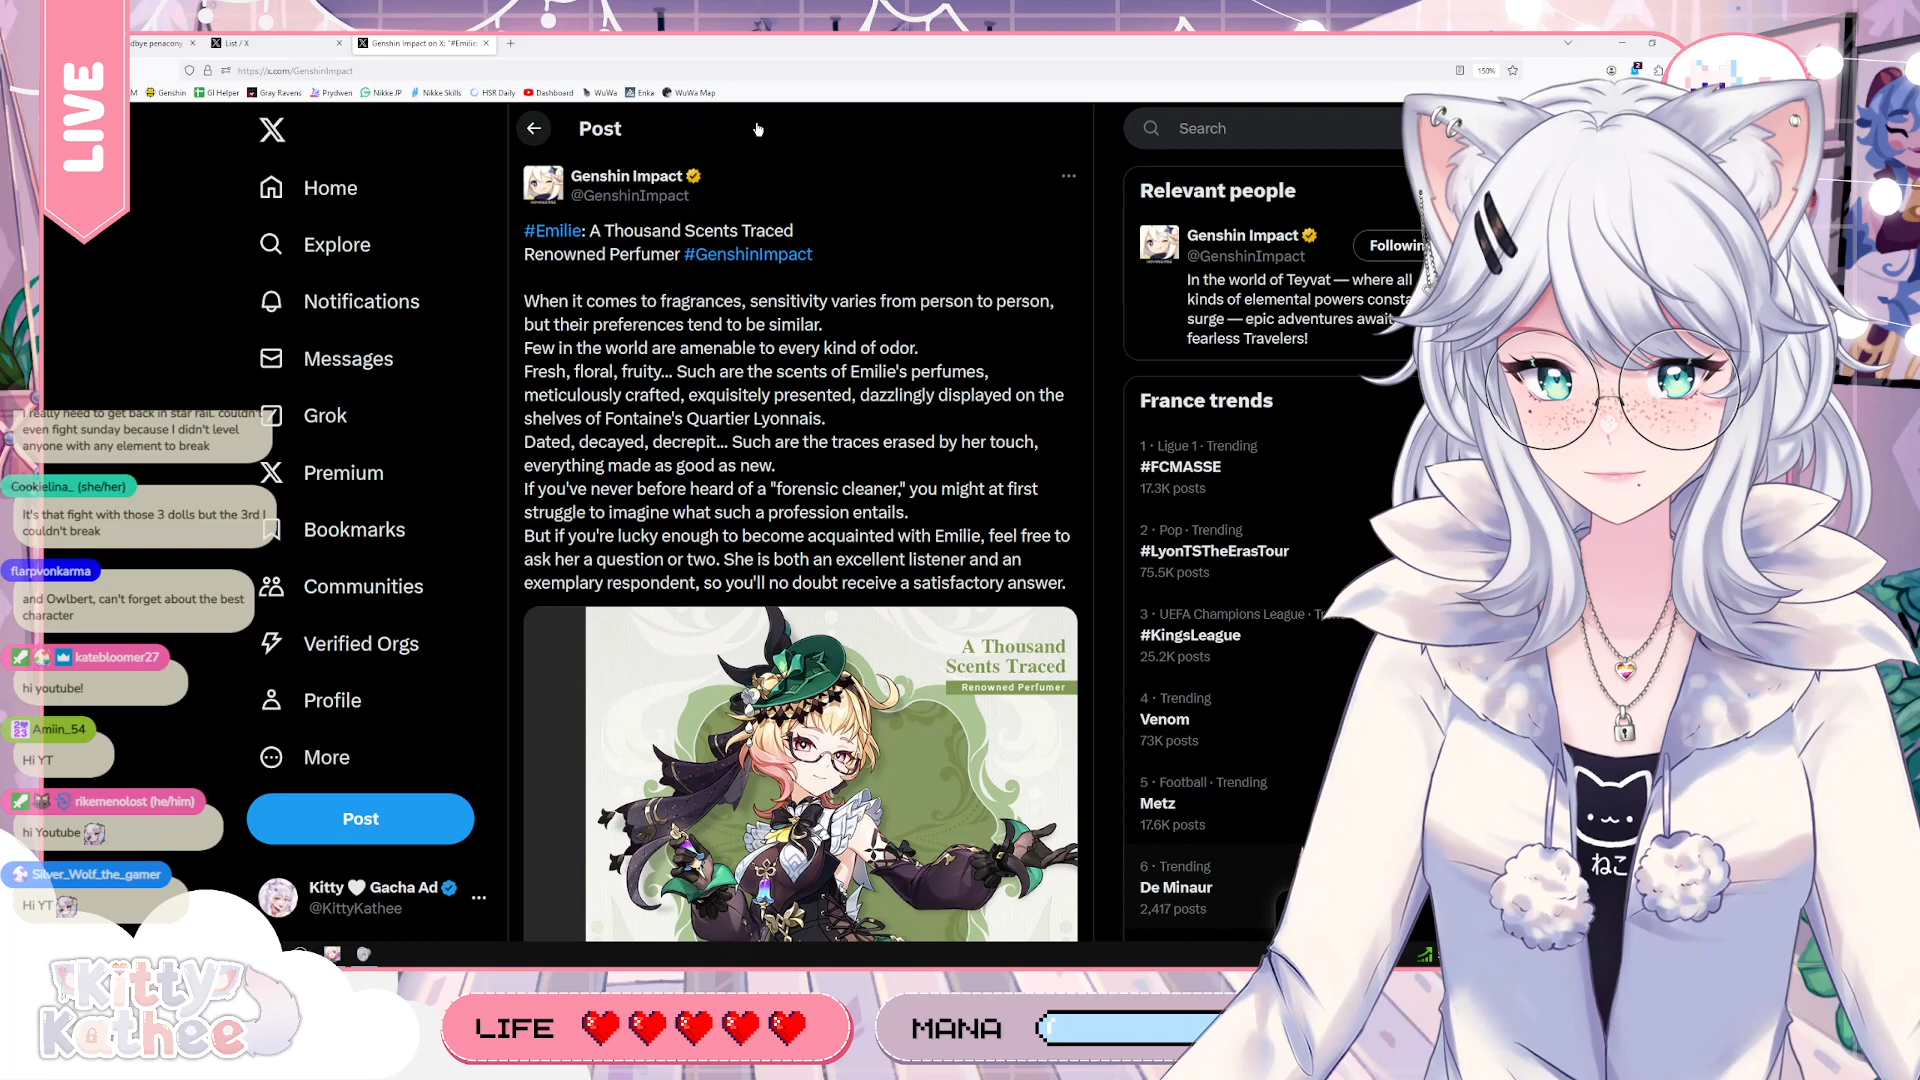 LIVE
dbye penacony
List / X
Genshin Impact on X: "#Emilie:
https://x.com/GenshinImpact
150%
2
M
Genshin
GI Helper
Gray Ravens
Prydwen
Nikke JP
Nikke Skills
HSR Daily
Dashboard
WuWa
Enka
WuWa Map
Home
Explore
Notifications
Messages
Grok
Premium
Bookmarks
Communities
Verified Orgs
Profile
More
Post
Kitty 🤍 Gacha Ad
@KittyKathee
Post
Genshin Impact
@GenshinImpact
#Emilie: A Thousand Scents Traced
Renowned Perfumer #GenshinImpact
When it comes to fragrances, sensitivity varies from person to person,
but their preferences tend to be similar.
Few in the world are amenable to every kind of odor.
Fresh, floral, fruity... Such are the scents of Emilie's perfumes,
meticulously crafted, exquisitely presented, dazzlingly displayed on the
shelves of Fontaine's Quartier Lyonnais.
Dated, decayed, decrepit... Such are the traces erased by her touch,
everything made as good as new.
If you've never before heard of a "forensic cleaner," you might at first
struggle to imagine what such a profession entails.
But if you're lucky enough to become acquainted with Emilie, feel free to
ask her a question or two. She is both an excellent listener and an
exemplary respondent, so you'll no doubt receive a satisfactory answer.
A Thousand
Scents Traced
Renowned Perfumer
Search
Relevant people
Genshin Impact
Followin
@GenshinImpact
In the world of Teyvat — where all
kinds of elemental powers consta
surge — epic adventures await
fearless Travelers!
France trends
1 · Ligue 1 · Trending
#FCMASSE
17.3K posts
2 · Pop · Trending
#LyonTSTheErasTour
75.5K posts
3 · UEFA Champions League · Tre
#KingsLeague
25.2K posts
4 · Trending
Venom
73K posts
5 · Football · Trending
Metz
17.6K posts
6 · Trending
De Minaur
2,417 posts
I really need to get back in star rail. couldn't
even fight sunday because I didn't level
anyone with any element to break
Cookielina_ (she/her)
It's that fight with those 3 dolls but the 3rd I
couldn't break
flarpvonkarma
and Owlbert, can't forget about the best
character
katebloomer27
hi youtube!
Amiin_54
Hi YT
rikemenolost (he/him)
hi Youtube
Silver_Wolf_the_gamer
Hi YT
Kitty
Kathee
LIFE
MANA
ねこ